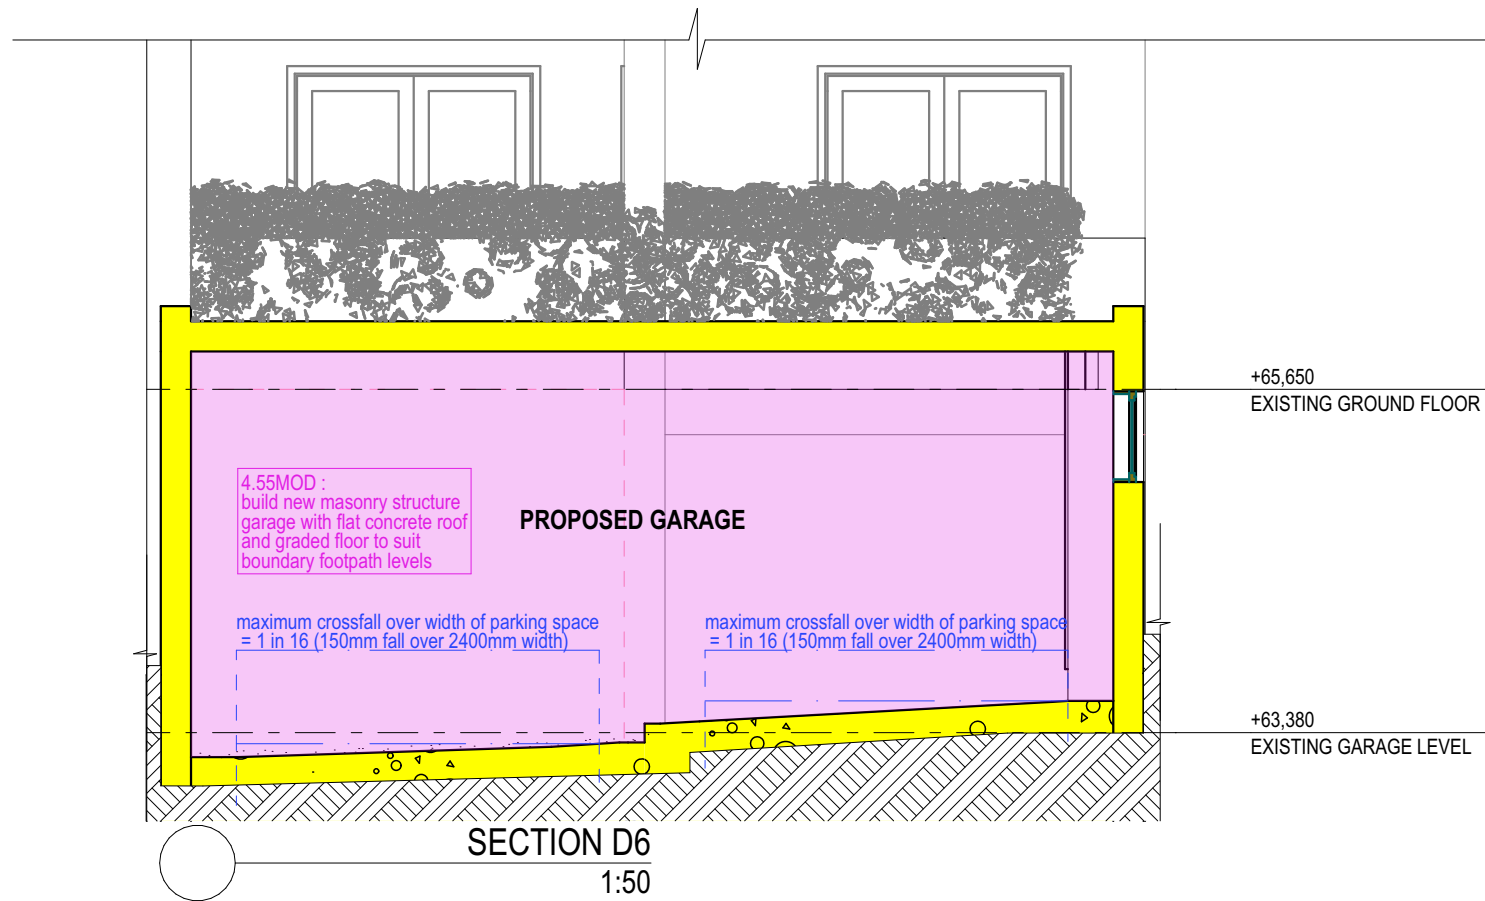 +65,650
EXISTING GROUND FLOOR
4.55MOD :
build new masonry structure
garage with flat concrete roof
and graded floor to suit
boundary footpath levels
PROPOSED GARAGE
maximum crossfall over width of parking space
= 1 in 16 (150mm fall over 2400mm width)
maximum crossfall over width of parking space
= 1 in 16 (150mm fall over 2400mm width)
+63,380
EXISTING GARAGE LEVEL
SECTION D6
1:50